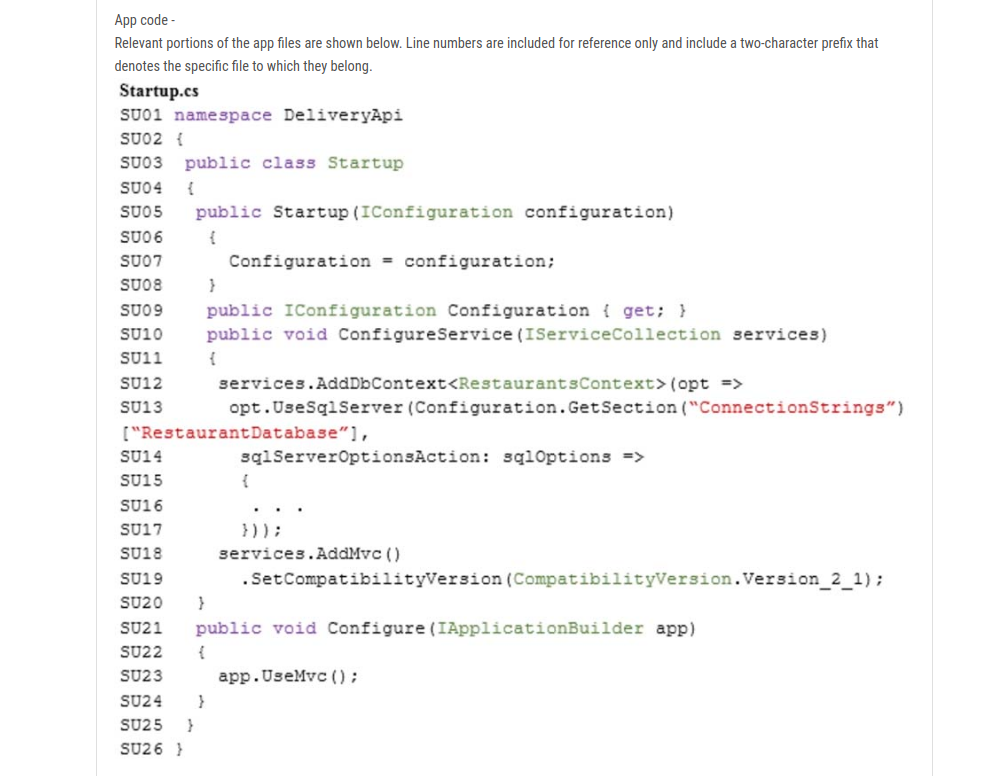 App code -
Relevant portions of the app files are shown below. Line numbers are included for reference only and include a two-character prefix that
denotes the specific file to which they belong.
Startup.cs
SU01 namespace DeliveryApi
SU02 {
SU03  public class Startup
SU04  {
SU05   public Startup(IConfiguration configuration)
SU06    {
SU07      Configuration = configuration;
SU08    }
SU09    public IConfiguration Configuration { get; }
SU10    public void ConfigureService(IServiceCollection services)
SU11    {
SU12     services.AddDbContext<RestaurantsContext>(opt =>
SU13      opt.UseSqlServer(Configuration.GetSection(“ConnectionStrings”)
[“RestaurantDatabase”],
SU14       sqlServerOptionsAction: sqlOptions =>
SU15       {
SU16        . . .
SU17       }));
SU18     services.AddMvc()
SU19       .SetCompatibilityVersion(CompatibilityVersion.Version_2_1);
SU20   }
SU21   public void Configure(IApplicationBuilder app)
SU22   {
SU23     app.UseMvc();
SU24   }
SU25  }
SU26 }